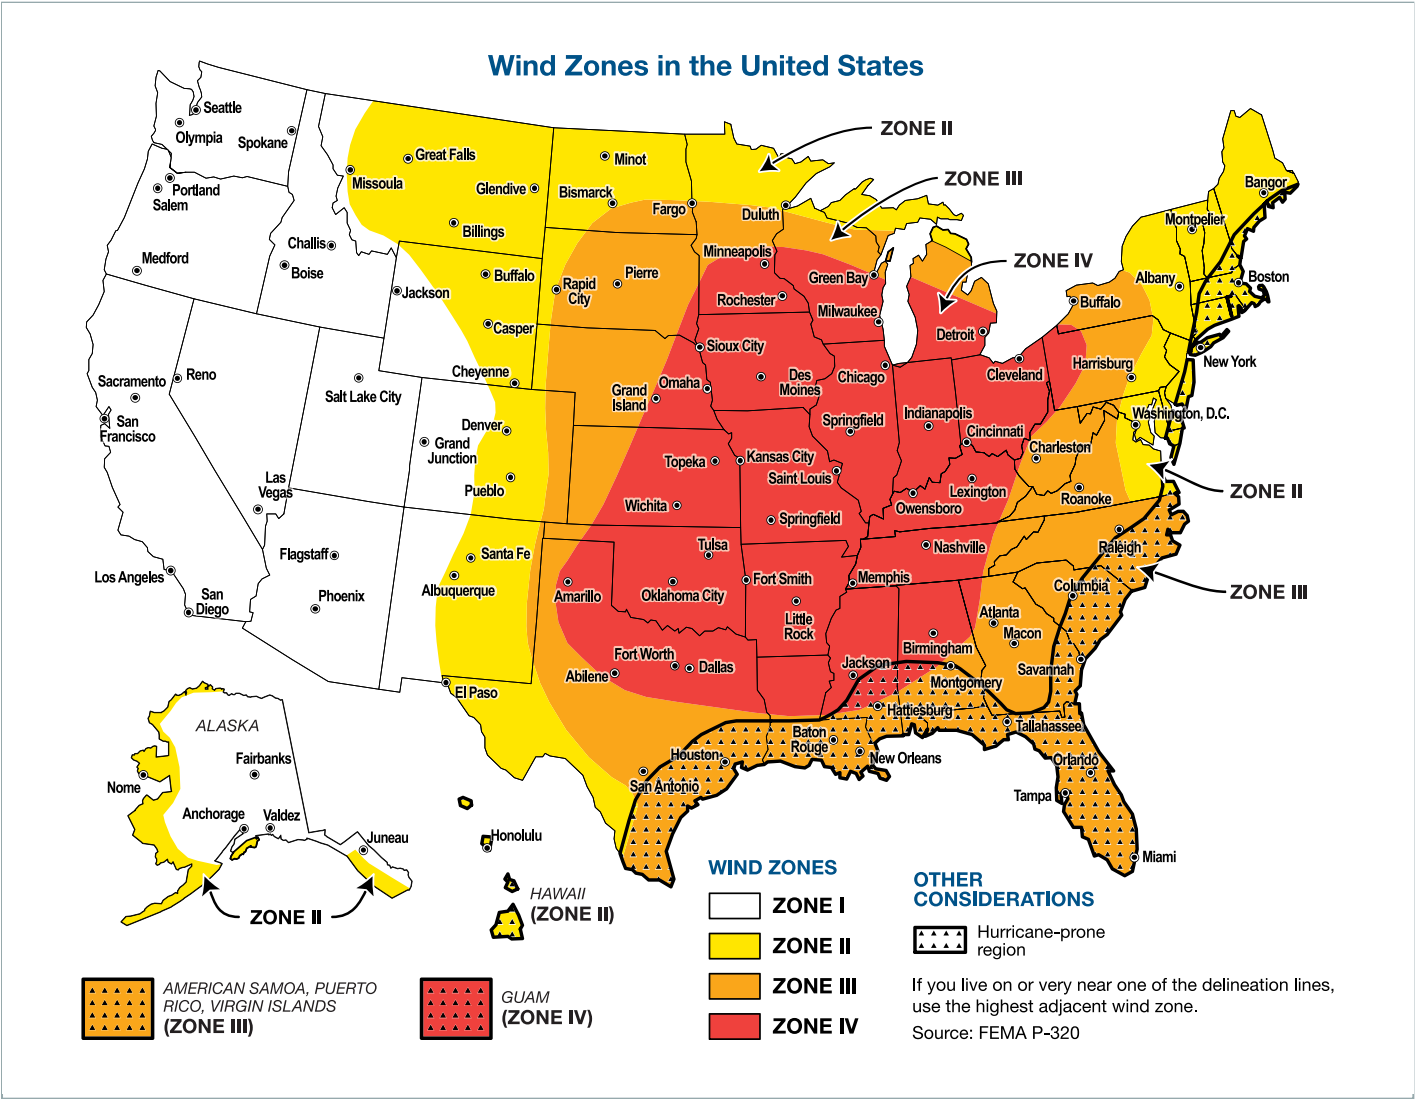 Wind Zones in the United States
Seattle
Olympia
Spokane
Portland
Salem
Medford
Great Falls
Missoula
Glendive
Billings
Challis
Boise
Jackson
Buffalo
Casper
Cheyenne
Minot
Bismarck
Fargo
Duluth
ZONE II
ZONE III
ZONE IV
Minneapolis
Pierre
Rapid
City
Rochester
Green Bay
Milwaukee
Detroit
Bangor
Montpelier
Albany
Boston
Buffalo
New York
Harrisburg
Cleveland
Washington, D.C.
Sacramento
Reno
San
Francisco
Salt Lake City
Las
Vegas
Los Angeles
San
Diego
Flagstaff
Phoenix
Denver
Grand
Junction
Pueblo
Santa Fe
Albuquerque
El Paso
Sioux City
Omaha
Grand
Island
Des
Moines
Chicago
Springfield
Indianapolis
Cincinnati
Charleston
Topeka
Kansas City
Saint Louis
Wichita
Springfield
Lexington
Owensboro
Roanoke
ZONE II
Tulsa
Nashville
Raleigh
Amarillo
Oklahoma City
Fort Smith
Memphis
Columbia
ZONE III
Little
Rock
Atlanta
Macon
Birmingham
Fort Worth
Dallas
Abilene
Jackson
Savannah
Montgomery
Hattiesburg
Tallahassee
Baton
Rouge
New Orleans
Houston
San Antonio
Orlando
Tampa
Miami
ALASKA
Fairbanks
Nome
Anchorage
Valdez
Juneau
ZONE II
Honolulu
HAWAII
(ZONE II)
WIND ZONES
ZONE I
ZONE II
ZONE III
ZONE IV
OTHER
CONSIDERATIONS
Hurricane-prone
region
If you live on or very near one of the delineation lines,
use the highest adjacent wind zone.
Source: FEMA P-320
AMERICAN SAMOA, PUERTO
RICO, VIRGIN ISLANDS
(ZONE III)
GUAM
(ZONE IV)